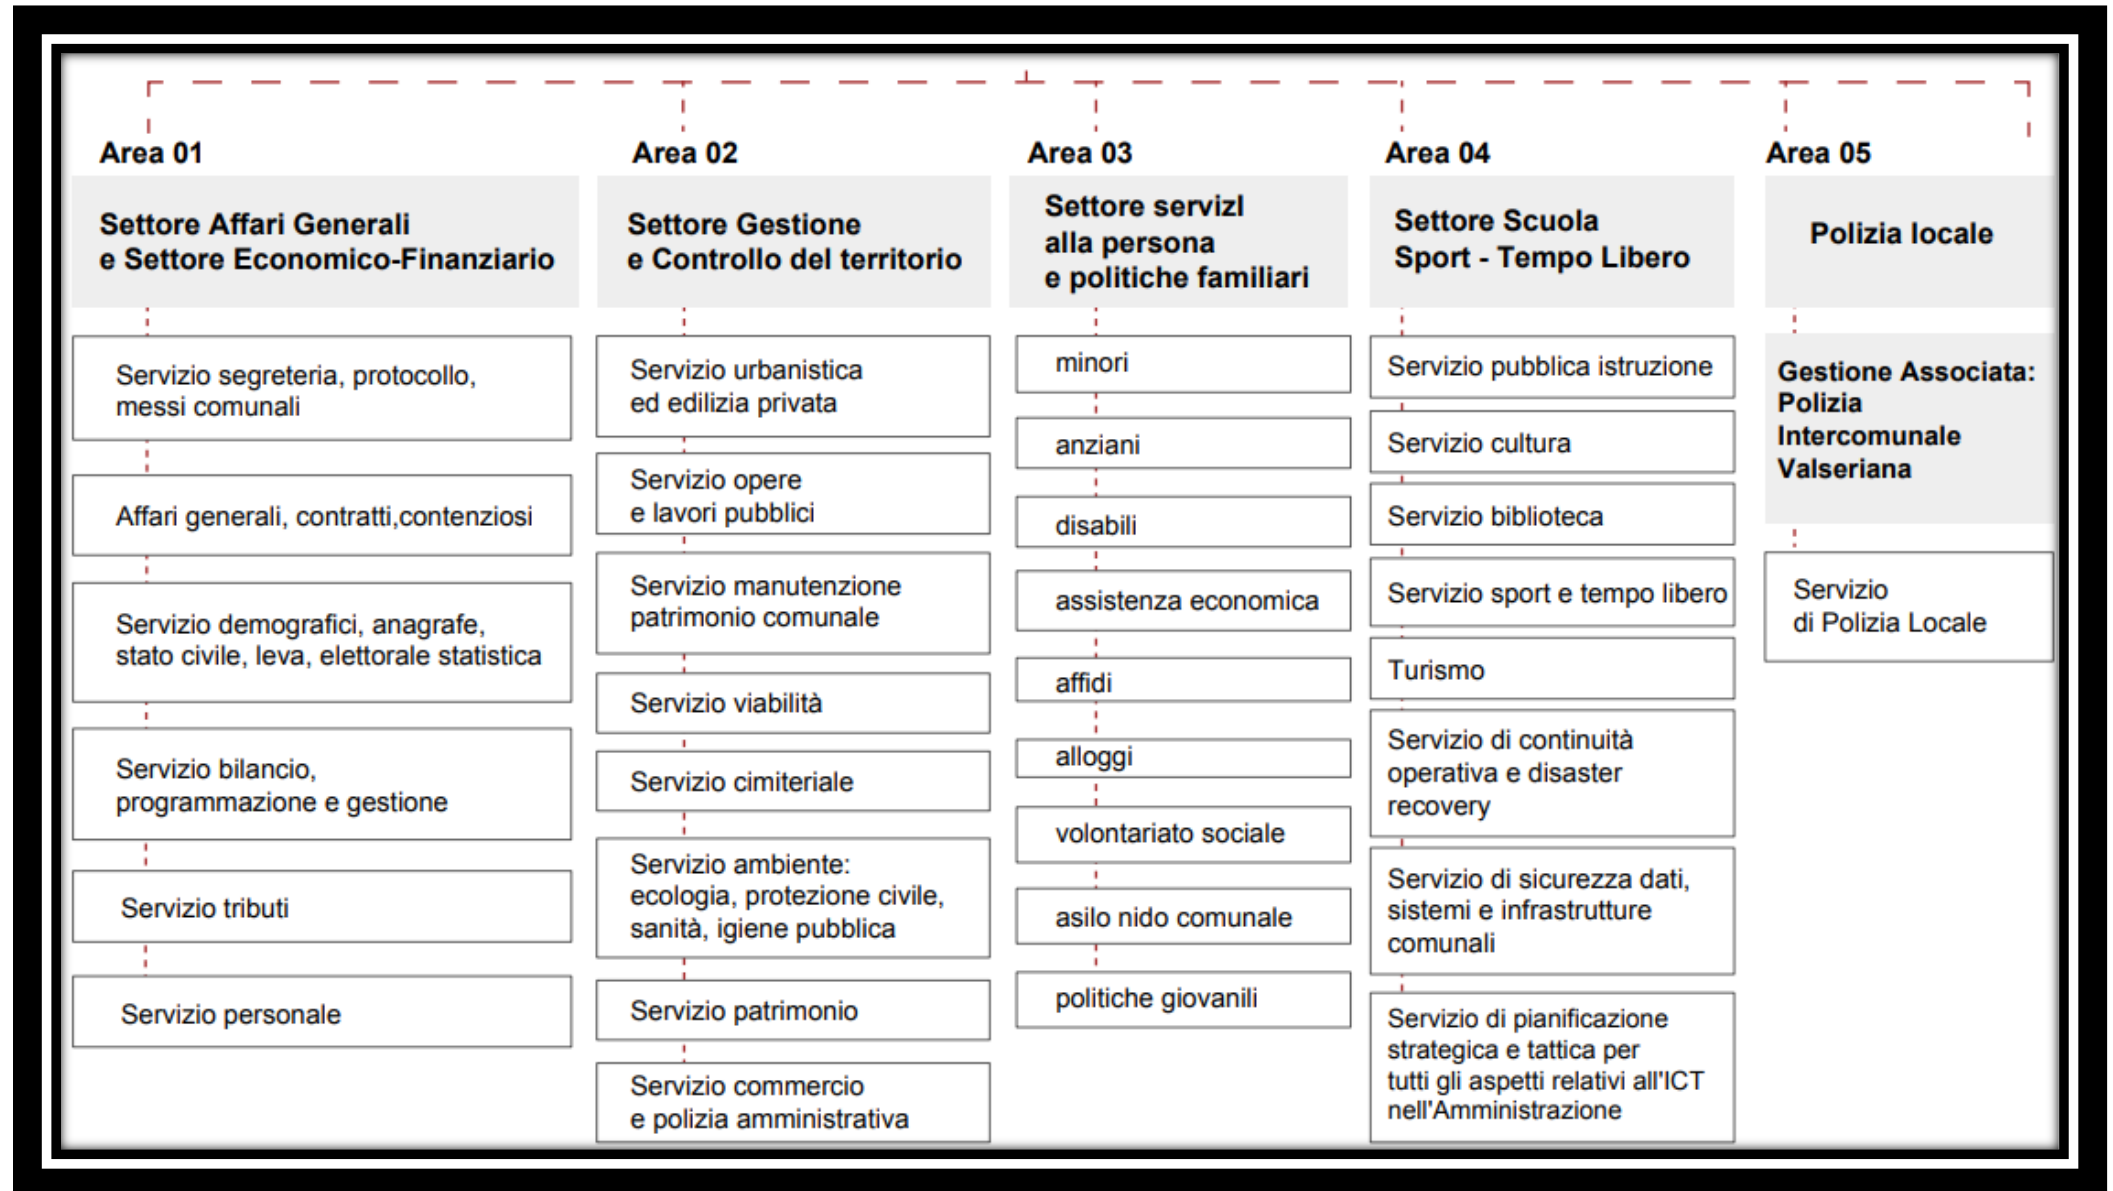 Area 01
Settore Affari Generali
e Settore Economico-Finanziario
Servizio segreteria, protocollo,
messi comunali
Affari generali, contratti,contenziosi
Servizio demografici, anagrafe,
stato civile, leva, elettorale statistica
Servizio bilancio,
programmazione e gestione
Servizio tributi
Servizio personale
Area 02
Settore Gestione
e Controllo del territorio
Servizio urbanistica
ed edilizia privata
Servizio opere
e lavori pubblici
Servizio manutenzione
patrimonio comunale
Servizio viabilità
Servizio cimiteriale
Servizio ambiente:
ecologia, protezione civile,
sanità, igiene pubblica
Servizio patrimonio
Servizio commercio
e polizia amministrativa
Area 03
Settore servizI
alla persona
e politiche familiari
minori
anziani
disabili
assistenza economica
affidi
alloggi
volontariato sociale
asilo nido comunale
politiche giovanili
Area 04
Settore Scuola
Sport - Tempo Libero
Servizio pubblica istruzione
Servizio cultura
Servizio biblioteca
Servizio sport e tempo libero
Turismo
Servizio di continuità
operativa e disaster
recovery
Servizio di sicurezza dati,
sistemi e infrastrutture
comunali
Servizio di pianificazione
strategica e tattica per
tutti gli aspetti relativi all'ICT
nell'Amministrazione
Area 05
Polizia locale
Gestione Associata:
Polizia
Intercomunale
Valseriana
Servizio
di Polizia Locale